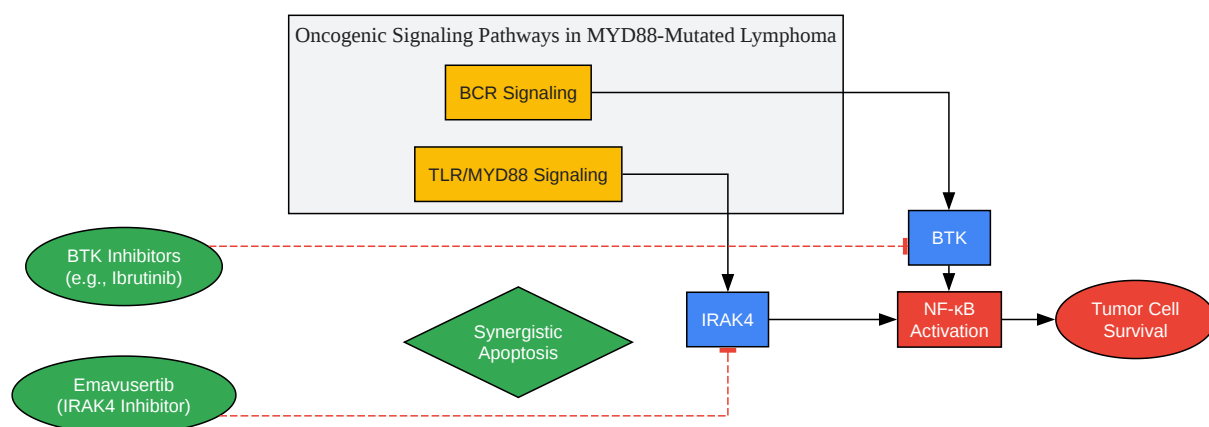 Oncogenic Signaling Pathways in MYD88-Mutated Lymphoma
BCR Signaling
TLR/MYD88 Signaling
BTK Inhibitors
(e.g., Ibrutinib)
BTK
Synergistic
Apoptosis
IRAK4
NF-κB
Activation
Tumor Cell
Survival
Emavusertib
(IRAK4 Inhibitor)